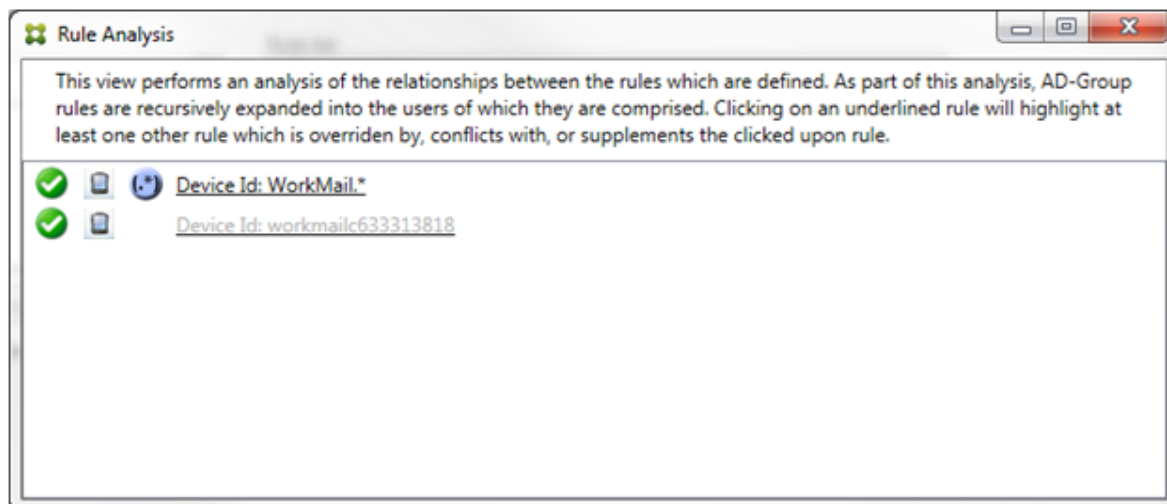 Rule Analysis
This view performs an analysis of the relationships between the rules which are defined. As part of this analysis, AD-Group
rules are recursively expanded into the users of which they are comprised. Clicking on an underlined rule will highlight at
least one other rule which is overriden by, conflicts with, or supplements the clicked upon rule.
(.*) Device Id: WorkMail.*
Device Id: workmailc633313818